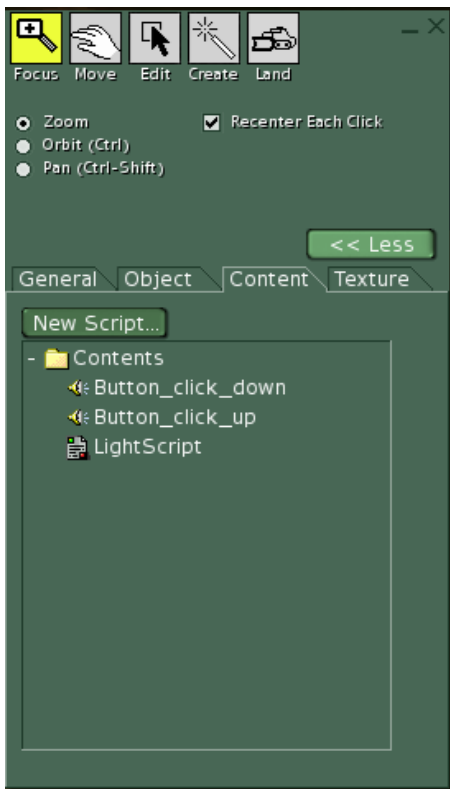 Focus Move Edit Create Land
Zoom Recenter Each Click
Orbit (Ctrl)
Pan (Ctrl-Shift)
<< Less
General Object Content Texture
New Script...
- Contents
Button_click_down
Button_click_up
LightScript